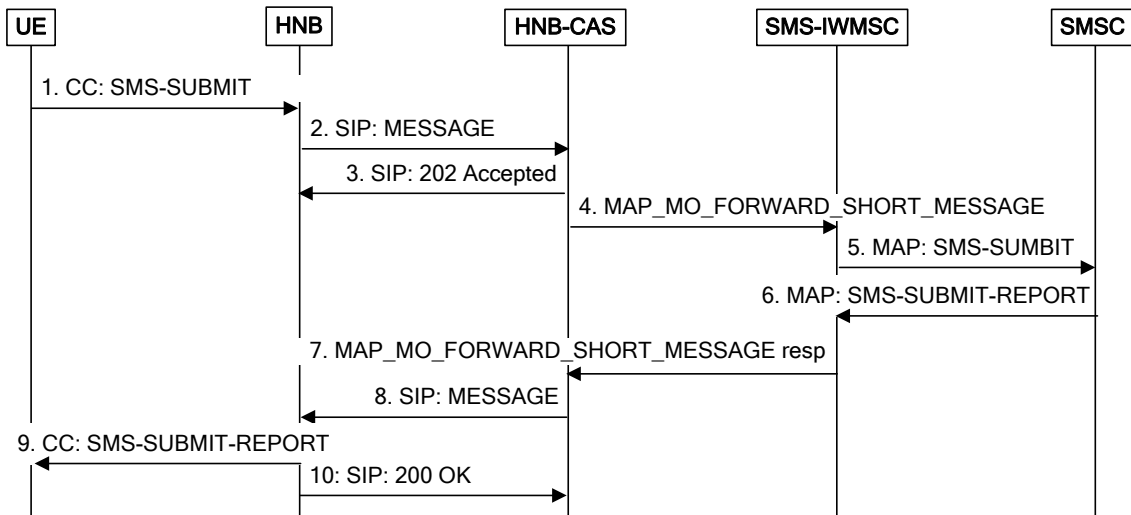 UE
HNB
HNB-CAS
SMS-IWMSC
SMSC
1. CC: SMS-SUBMIT
2. SIP: MESSAGE
3. SIP: 202 Accepted
4. MAP_MO_FORWARD_SHORT_MESSAGE
5. MAP: SMS-SUMBIT
6. MAP: SMS-SUBMIT-REPORT
7. MAP_MO_FORWARD_SHORT_MESSAGE resp
8. SIP: MESSAGE
9. CC: SMS-SUBMIT-REPORT
10: SIP: 200 OK